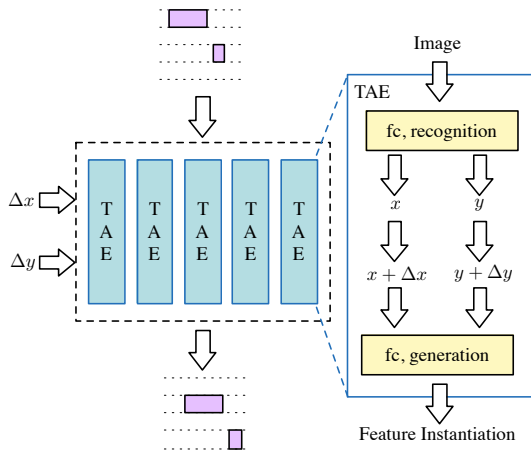 Image
TAE
fc, recognition
x
y
x + Δx
y + Δy
fc, generation
Feature Instantiation
Δx
Δy
T
A
E
T
A
E
T
A
E
T
A
E
T
A
E